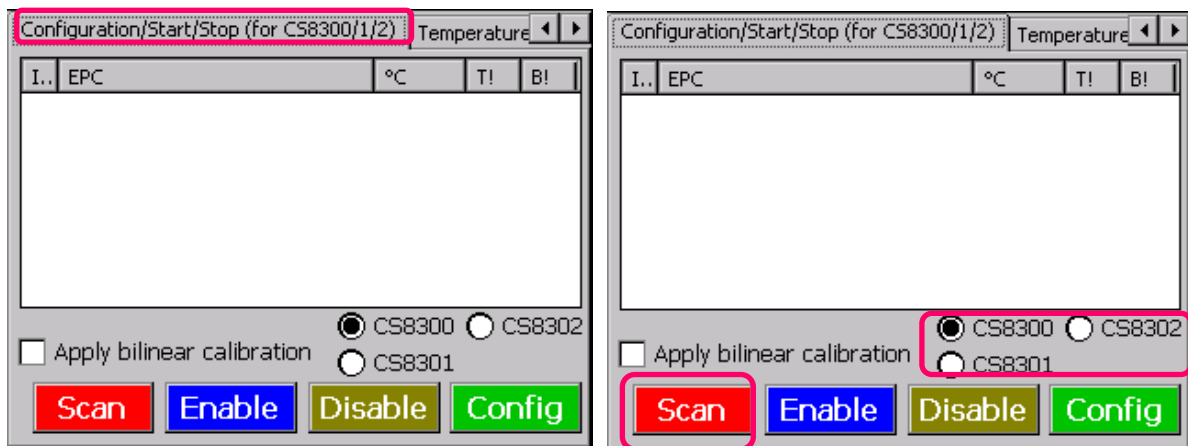 Configuration/Start/Stop (for CS8300/1/2) Temperature
I.. EPC °C T! B!
CS8300 CS8302
Apply bilinear calibration
CS8301
Scan Enable Disable Config
Configuration/Start/Stop (for CS8300/1/2) Temperature
I.. EPC °C T! B!
CS8300 CS8302
Apply bilinear calibration
CS8301
Scan Enable Disable Config